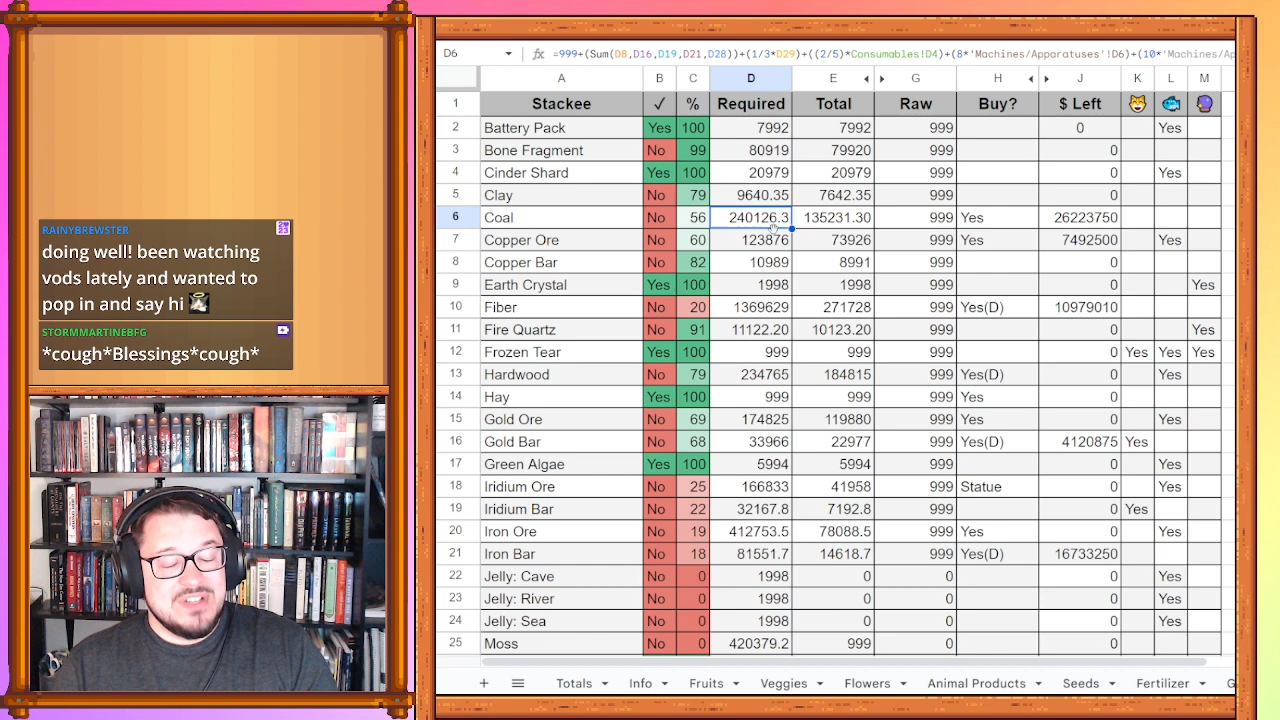 RAINYBREWSTER
doing well! been watching
vods lately and wanted to
pop in and say hi
STORMMARTINEBFG
*cough*Blessings*cough*
D6 fx =999+(Sum(D8,D16,D19,D21,D28))+(1/3*D29)+((2/5)*Consumables!D4)+(8*'Machines/Apparatuses'!D6)+(10*'Machines/Ap
A B C D E G H J K L M
1 Stackee ✓ % Required Total Raw Buy? $ Left
2 Battery Pack Yes 100 7992 7992 999 0 Yes
3 Bone Fragment No 99 80919 79920 999 0
4 Cinder Shard Yes 100 20979 20979 999 0 Yes
5 Clay No 79 9640.35 7642.35 999 0
6 Coal No 56 240126.3 135231.30 999 Yes 26223750
7 Copper Ore No 60 123876 73926 999 Yes 7492500 Yes
8 Copper Bar No 82 10989 8991 999 0
9 Earth Crystal Yes 100 1998 1998 999 0 Yes
10 Fiber No 20 1369629 271728 999 Yes(D) 10979010
11 Fire Quartz No 91 11122.20 10123.20 999 0 Yes
12 Frozen Tear Yes 100 999 999 999 0 Yes Yes Yes
13 Hardwood No 79 234765 184815 999 Yes(D) 0 Yes
14 Hay Yes 100 999 999 999 Yes 0
15 Gold Ore No 69 174825 119880 999 Yes 0 Yes
16 Gold Bar No 68 33966 22977 999 Yes(D) 4120875 Yes
17 Green Algae Yes 100 5994 5994 999 0 Yes
18 Iridium Ore No 25 166833 41958 999 Statue 0 Yes
19 Iridium Bar No 22 32167.8 7192.8 999 0 Yes
20 Iron Ore No 19 412753.5 78088.5 999 Yes 0 Yes
21 Iron Bar No 18 81551.7 14618.7 999 Yes(D) 16733250
22 Jelly: Cave No 0 1998 0 0 0 Yes
23 Jelly: River No 0 1998 0 0 0 Yes
24 Jelly: Sea No 0 1998 0 0 0 Yes
25 Moss No 0 420379.2 999 0 0
+ Totals Info Fruits Veggies Flowers Animal Products Seeds Fertilizer